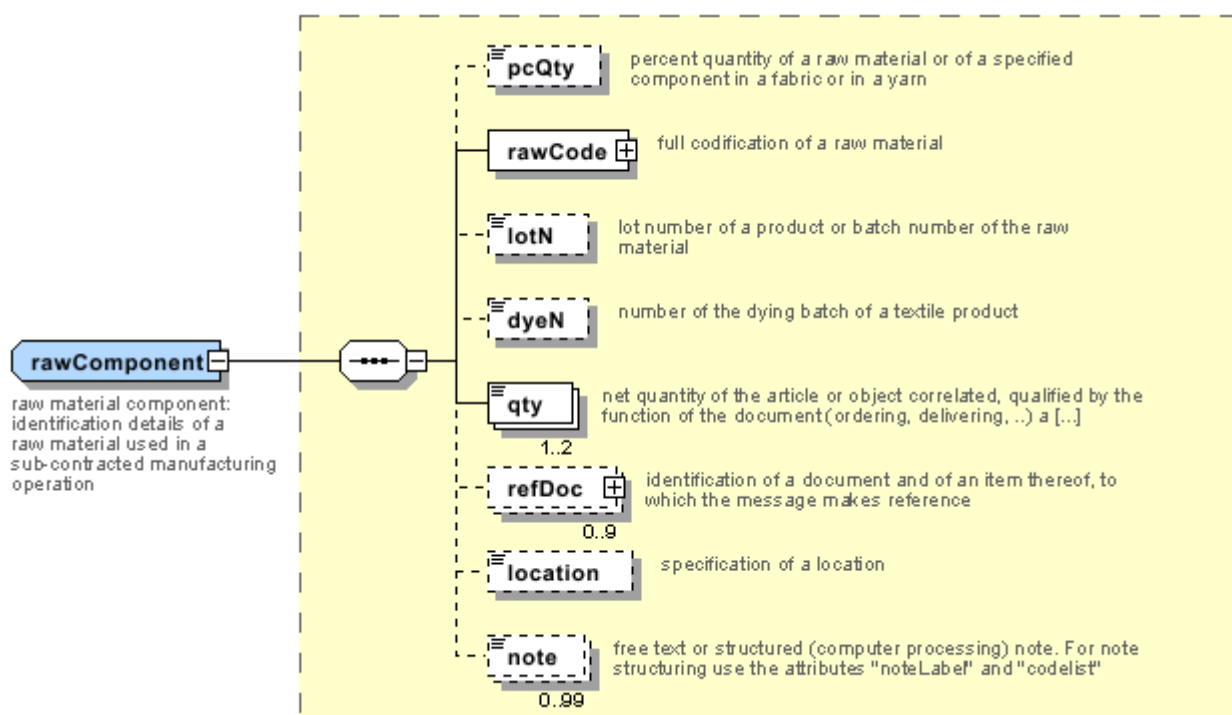 pcQty
percent quantity of a raw material or of a specified
component in a fabric or in a yarn
rawCode
full codification of a raw material
lotN
lot number of a product or batch number of the raw
material
dyeN
number of the dying batch of a textile product
rawComponent
raw material component:
identification details of a
raw material used in a
sub-contracted manufacturing
operation
qty
net quantity of the article or object correlated, qualified by the
function of the document (ordering, delivering, ..) a [...]
1..2
refDoc
identification of a document and of an item thereof, to
which the message makes reference
0..9
location
specification of a location
note
free text or structured (computer processing) note. For note
structuring use the attributes "noteLabel" and "codelist"
0..99